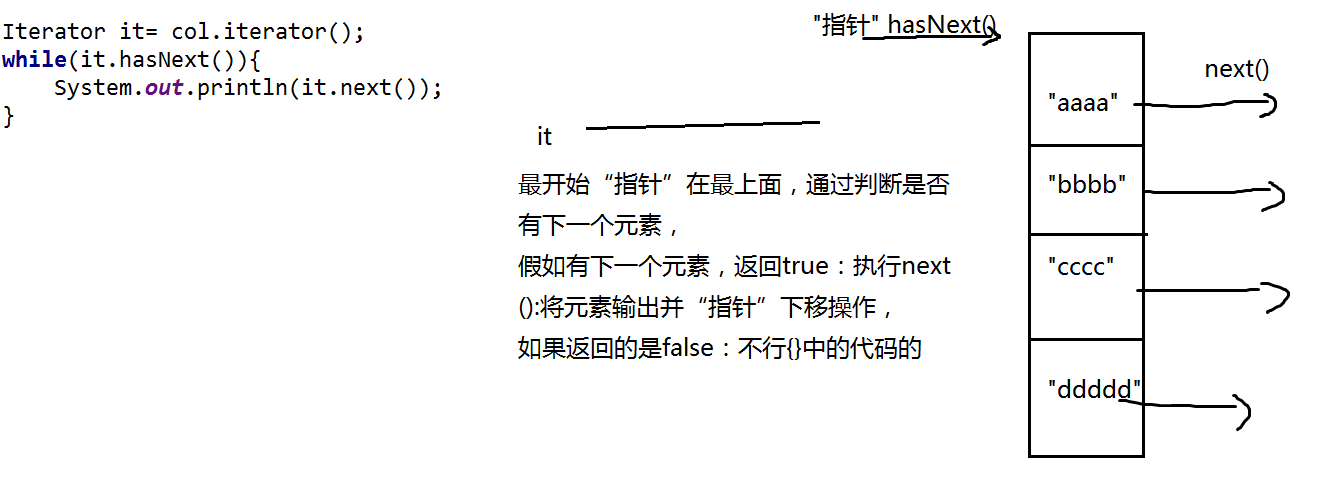 Iterator it= col.iterator();
while(it.hasNext()){
    System.out.println(it.next());
}
"指针" hasNext()
next()
"aaaa"
"bbbb"
"cccc"
"ddddd"
it
最开始“指针”在最上面，通过判断是否
有下一个元素，
假如有下一个元素，返回true：执行next
():将元素输出并“指针”下移操作，
如果返回的是false：不行{}中的代码的